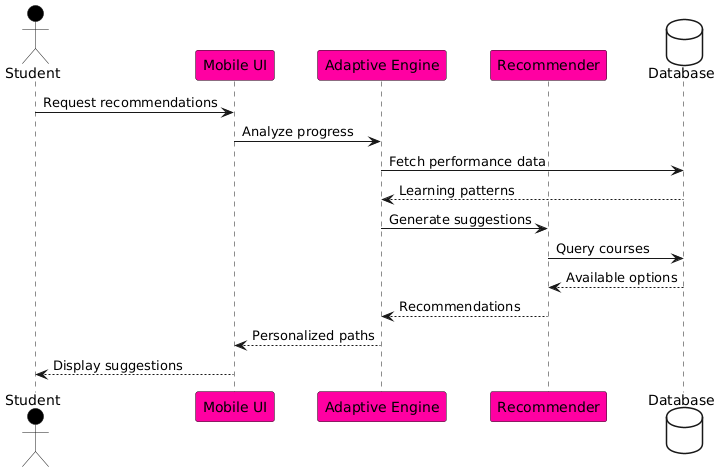 Student
Mobile UI
Adaptive Engine
Recommender
Database
Request recommendations
Analyze progress
Fetch performance data
Learning patterns
Generate suggestions
Query courses
Available options
Recommendations
Personalized paths
Display suggestions
Student
Mobile UI
Adaptive Engine
Recommender
Database